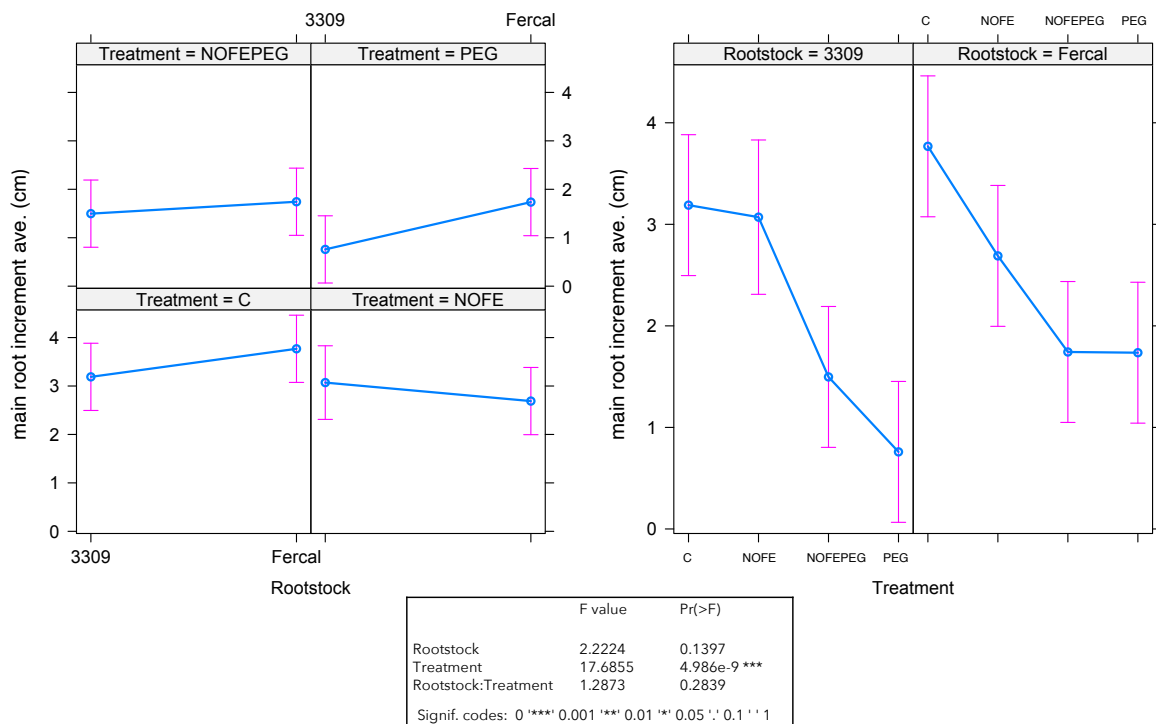 3309 Fercal
Treatment = NOFEPEG Treatment = PEG
4
3
2
1
0
Treatment = C Treatment = NOFE
4
3
2
1
0
main root increment ave. (cm)
3309 Fercal
Rootstock
C NOFE NOFEPEG PEG
Rootstock = 3309 Rootstock = Fercal
4
3
2
1
0
main root increment ave. (cm)
C NOFE NOFEPEG PEG
Treatment
F value Pr(>F)
Rootstock 2.2224 0.1397
Treatment 17.6855 4.986e-9 ***
Rootstock:Treatment 1.2873 0.2839
Signif. codes: 0 '***' 0.001 '**' 0.01 '*' 0.05 '.' 0.1 ' ' 1